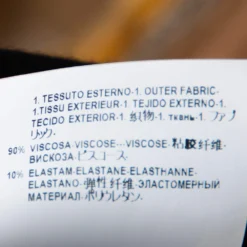 1. TESSUTO ESTERNO-1. OUTER FABRIC-
1. TISSU EXTERIEUR-1. TEJIDO EXTERNO-1.
TECIDO EXTERIOR-1. 織物-1. ткань-1. ファブ
リック-
90% VISCOSA-VISCOSE---VISCOSE-粘胶纤维-
ВИСКОЗА-ビスコース-
10% ELASTAM-ELASTANE-ELASTHANNE-
ELASTANO-弹性纤维-ЭЛАСТОМЕРНЫЙ
МАТЕРИАЛ-ポリウレタン-